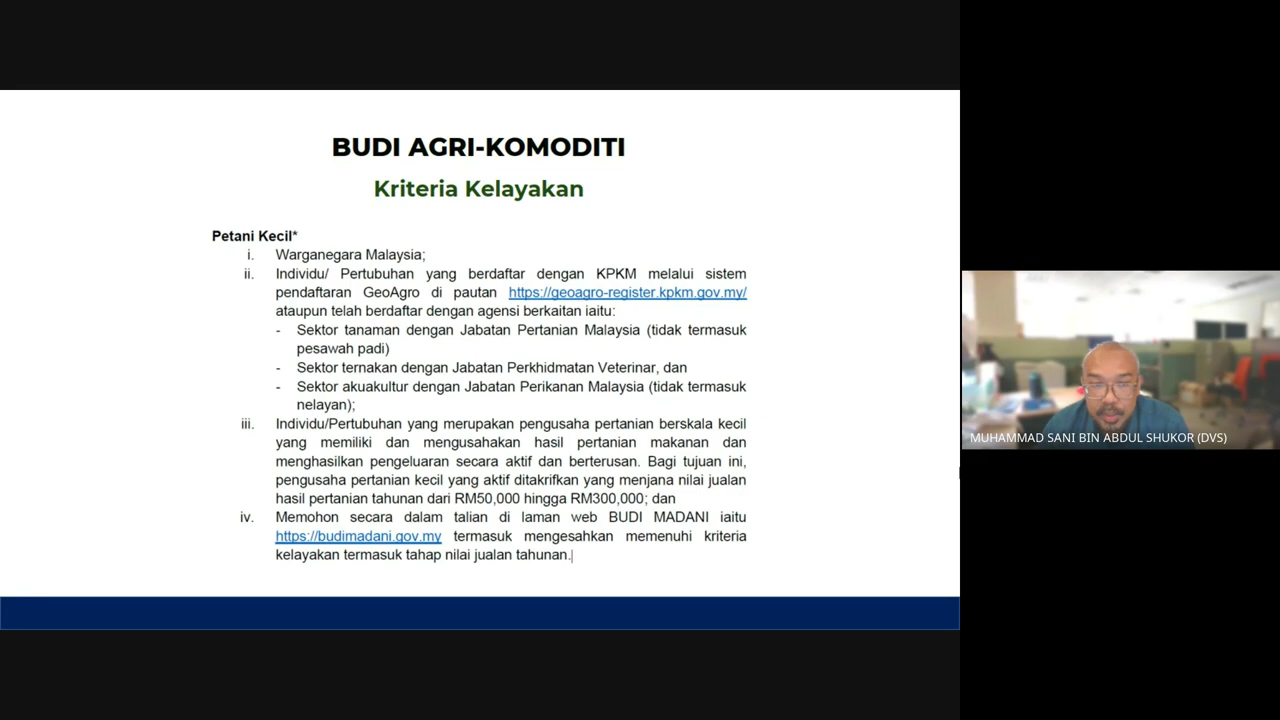 BUDI AGRI-KOMODITI
Kriteria Kelayakan
Petani Kecil*
i. Warganegara Malaysia;
ii. Individu/ Pertubuhan yang berdaftar dengan KPKM melalui sistem
pendaftaran GeoAgro di pautan https://geoagro-register.kpkm.gov.my/
ataupun telah berdaftar dengan agensi berkaitan iaitu:
- Sektor tanaman dengan Jabatan Pertanian Malaysia (tidak termasuk
pesawah padi)
- Sektor ternakan dengan Jabatan Perkhidmatan Veterinar, dan
- Sektor akuakultur dengan Jabatan Perikanan Malaysia (tidak termasuk
nelayan);
iii. Individu/Pertubuhan yang merupakan pengusaha pertanian berskala kecil
yang memiliki dan mengusahakan hasil pertanian makanan dan
menghasilkan pengeluaran secara aktif dan berterusan. Bagi tujuan ini,
pengusaha pertanian kecil yang aktif ditakrifkan yang menjana nilai jualan
hasil pertanian tahunan dari RM50,000 hingga RM300,000; dan
iv. Memohon secara dalam talian di laman web BUDI MADANI iaitu
https://budimadani.gov.my termasuk mengesahkan memenuhi kriteria
kelayakan termasuk tahap nilai jualan tahunan.
MUHAMMAD SANI BIN ABDUL SHUKOR (DVS)